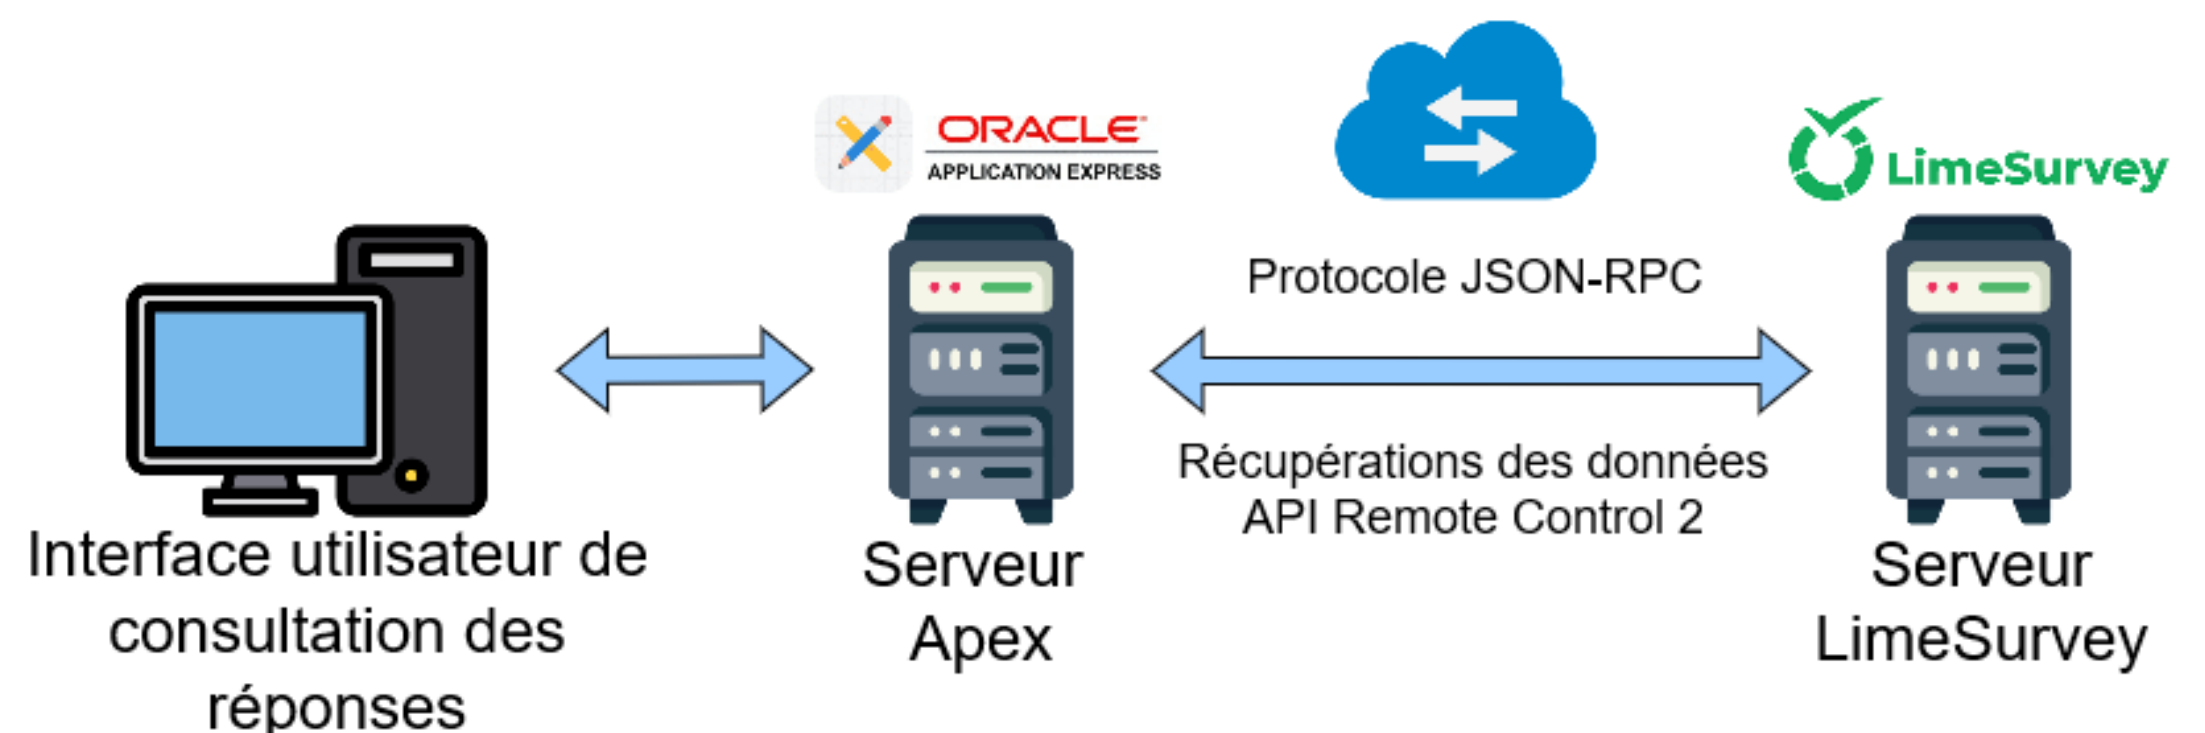 ORACLE
APPLICATION EXPRESS
LimeSurvey
Protocole JSON-RPC
Récupérations des données
API Remote Control 2
Interface utilisateur de
consultation des
réponses
Serveur
Apex
Serveur
LimeSurvey